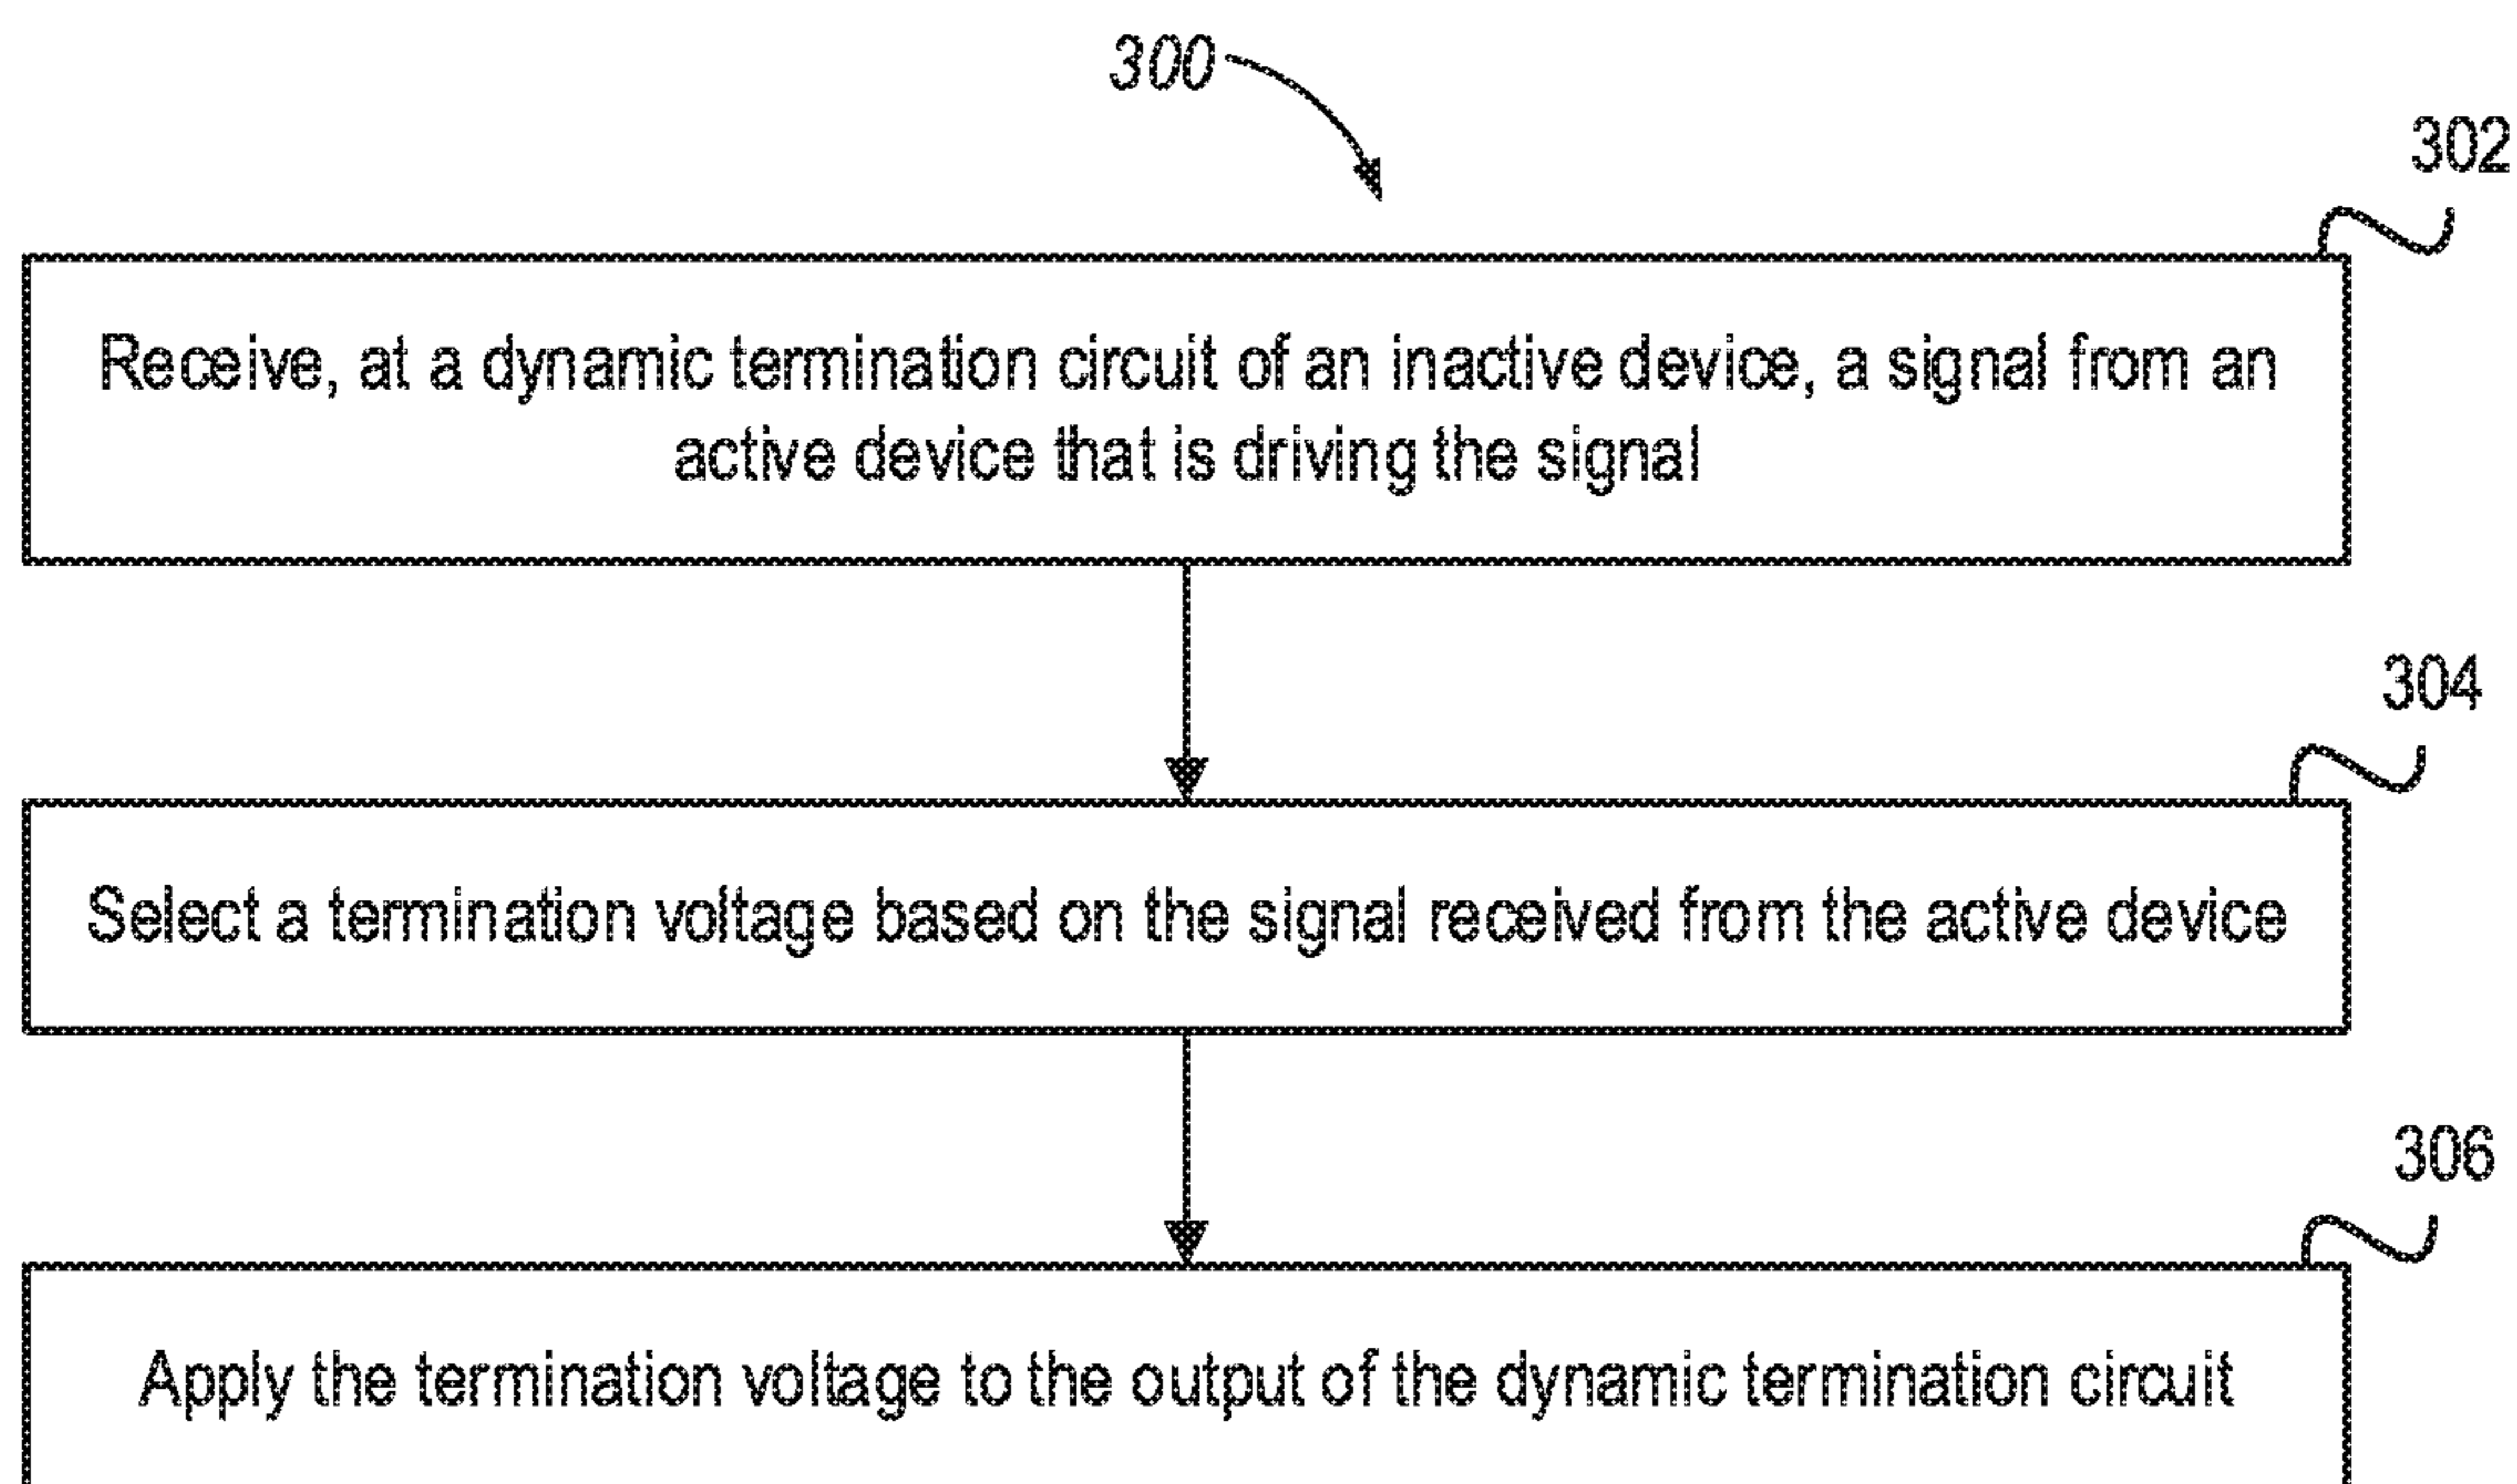 300
302
Receive, at a dynamic termination circuit of an inactive device, a signal from an
active device that is driving the signal
304
Select a termination voltage based on the signal received from the active device
306
Apply the termination voltage to the output of the dynamic termination circuit